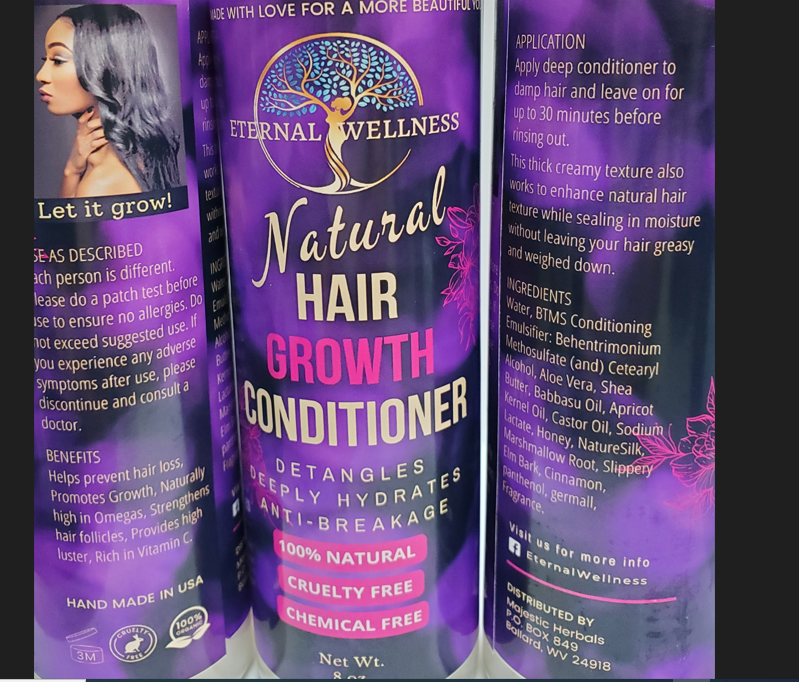 Let it grow!
AS DESCRIBED
person is different.
do a patch test before
to ensure no allergies. Do
not exceed suggested use. If
you experience any adverse
symptoms after use, please
discontinue and consult a
doctor.
BENEFITS
Helps prevent hair loss,
Promotes Growth, Naturally
high in Omegas, Strengthens
hair follicles, Provides high
luster, Rich in Vitamin C.
HAND MADE IN USA
3M
CRUELTY
FREE
100%
ORGANIC
MADE WITH LOVE FOR A MORE BEAUTIFUL
ETERNAL WELLNESS
Natural
HAIR
GROWTH
CONDITIONER
DETANGLES
DEEPLY HYDRATES
ANTI-BREAKAGE
100% NATURAL
CRUELTY FREE
CHEMICAL FREE
Net Wt.
8 oz
APPLICATION
Apply deep conditioner to
damp hair and leave on for
up to 30 minutes before
rinsing out.
This thick creamy texture also
works to enhance natural hair
texture while sealing in moisture
without leaving your hair greasy
and weighed down.
INGREDIENTS
Water, BTMS Conditioning
Emulsifier: Behentrimonium
Methosulfate (and) Cetearyl
Alcohol, Aloe Vera, Shea
Butter, Babbasu Oil, Apricot
Kernel Oil, Castor Oil, Sodium
Lactate, Honey, NatureSilk,
Marshmallow Root, Slippery
Elm Bark, Cinnamon,
panthenol, germall,
Fragrance.
Visit us for more info
EternalWellness
DISTRIBUTED BY
Majestic Herbals
P.O. BOX 849
Ballard, WV 24918